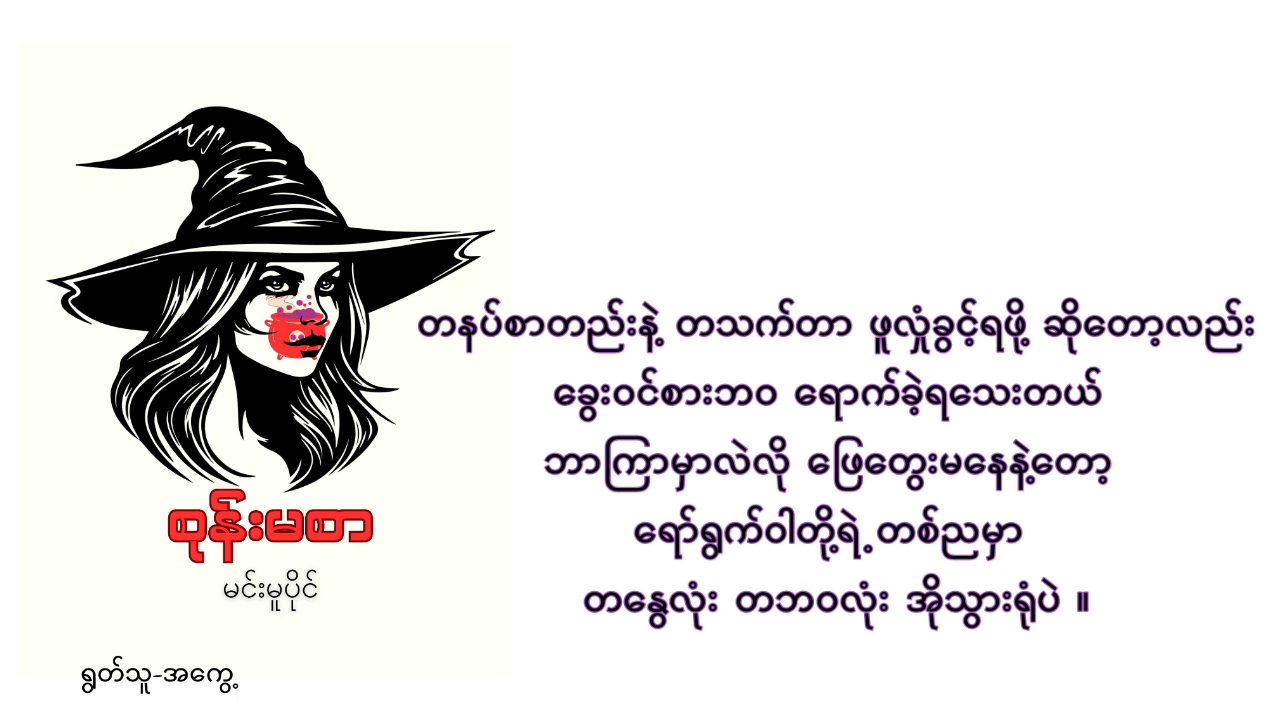 တနပ်စာတည်းနဲ့ တသက်တာ ဖူလှုံခွင့်ရဖို့ ဆိုတော့လည်း
ခွေးဝင်စားဘဝ ရောက်ခဲ့ရသေးတယ်
ဘာကြာမှာလဲလို ဖြေတွေးမနေနဲ့တော့
ရော်ရွက်ဝါတို့ရဲ့ တစ်ညမှာ
တနွေလုံး တဘဝလုံး အိုသွားရုံပဲ ။
စုန်းမစာ
မင်းမူပိုင်
ရွတ်သူ-အကွေ့